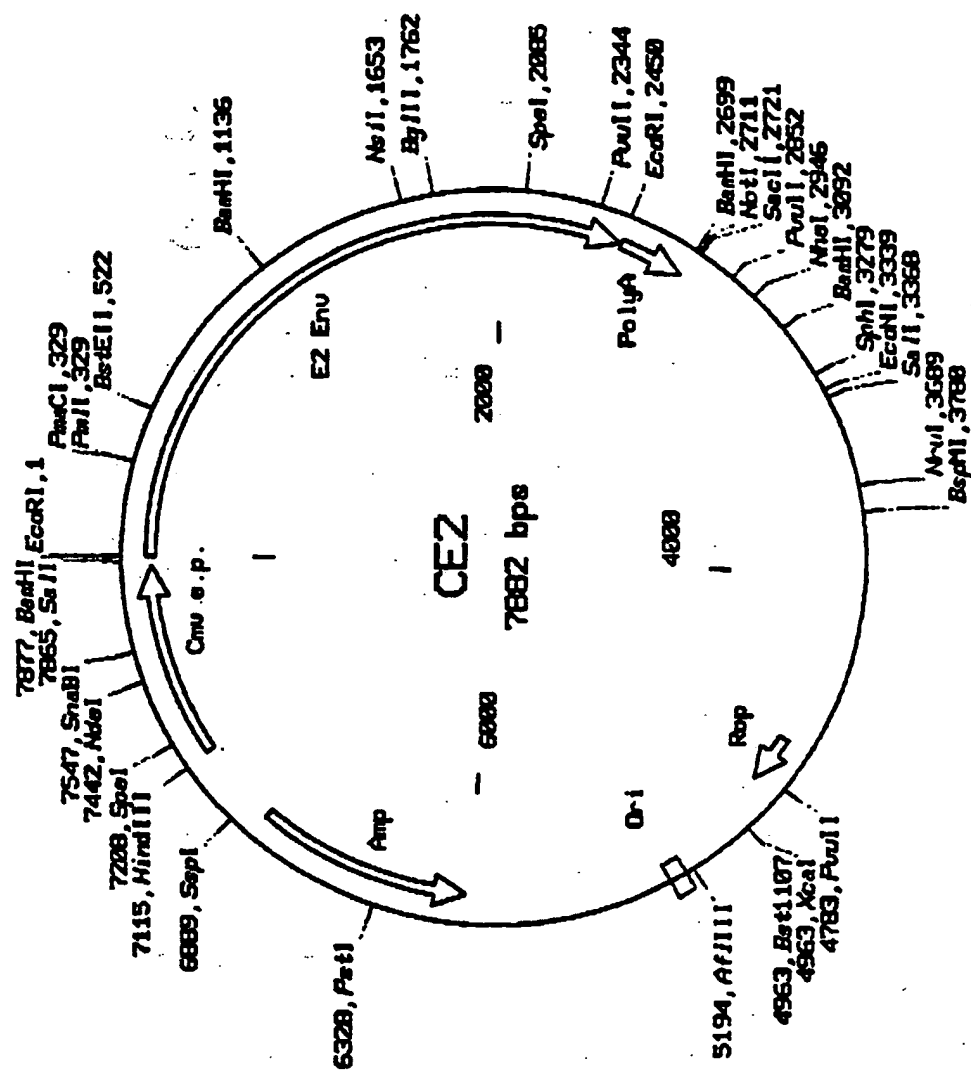 7877, BamHI
7865, SalI
EcoRI, 1
PmaCI, 329
PmlI, 329
BstEII, 522
BamHI, 1136
NsiI, 1653
BglII, 1762
SpeI, 2085
PvuII, 2344
EcoRI, 2450
BamHI, 2699
NotI, 2711
SacII, 2721
PvuII, 2852
NheI, 2946
BamHI, 3092
SphI, 3279
EcoNI, 3339
SalI, 3368
NruI, 3689
BspMI, 3780
4783, PvuII
4963, XcaI
4963, Bst1107
5194, AflIII
6328, PstI
6889, SspI
7115, HindIII
7208, SpeI
7442, NdeI
7547, SnaBI
Cmv e.p.
E2 Env
PolyA
Rop
Ori
Amp
2000
4000
6000
CE2
7882 bps